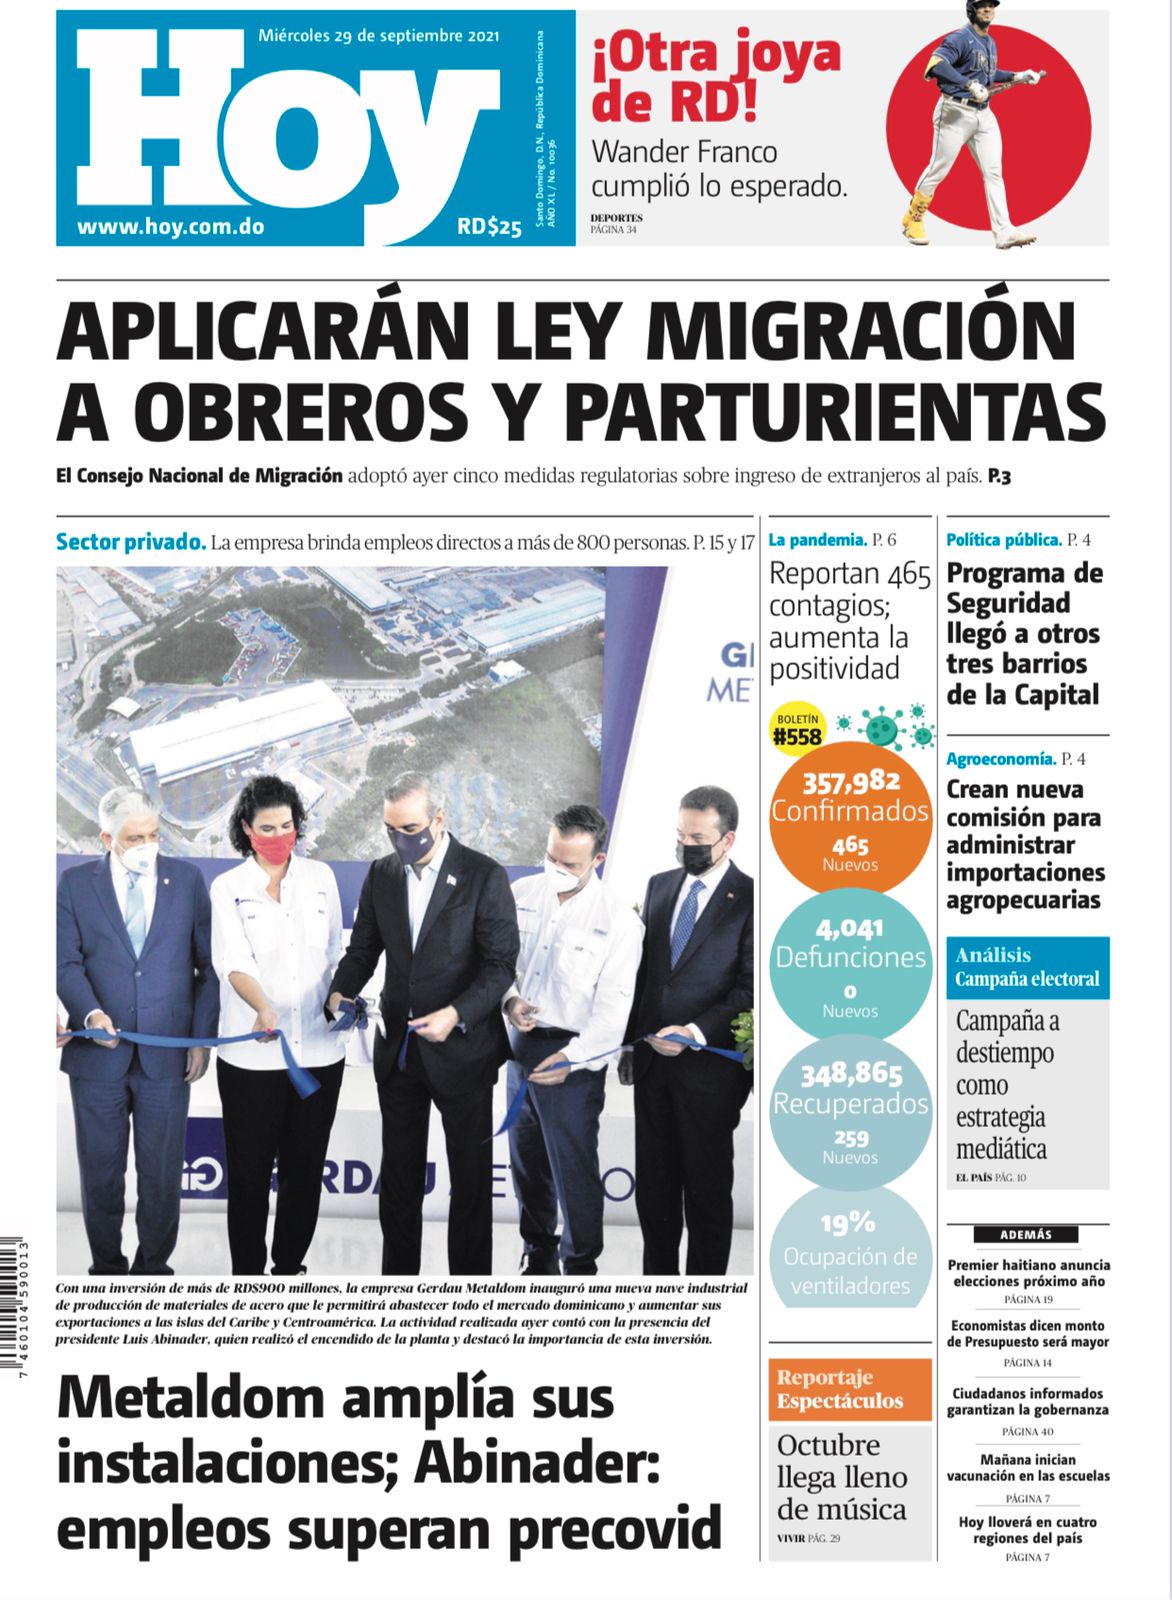 Hoy
Miércoles 29 de septiembre 2021
www.hoy.com.do
RD$25
Santo Domingo, D.N., República Dominicana
AÑO XL / No. 10036
¡Otra joya
de RD!
Wander Franco
cumplió lo esperado.
DEPORTES
PÁGINA 34
APLICARÁN LEY MIGRACIÓN
A OBREROS Y PARTURIENTAS
El Consejo Nacional de Migración adoptó ayer cinco medidas regulatorias sobre ingreso de extranjeros al país. P.3
Sector privado. La empresa brinda empleos directos a más de 800 personas. P. 15 y 17
G
ME
GERDAU
Con una inversión de más de RD$900 millones, la empresa Gerdau Metaldom inauguró una nueva nave industrial
de producción de materiales de acero que le permitirá abastecer todo el mercado dominicano y aumentar sus
exportaciones a las islas del Caribe y Centroamérica. La actividad realizada ayer contó con la presencia del
presidente Luis Abinader, quien realizó el encendido de la planta y destacó la importancia de esta inversión.
Metaldom amplía sus
instalaciones; Abinader:
empleos superan precovid
7 460104 590013
La pandemia. P. 6
Reportan 465
contagios;
aumenta la
positividad
BOLETÍN
#558
357,982
Confirmados
465
Nuevos
4,041
Defunciones
0
Nuevos
348,865
Recuperados
259
Nuevos
19%
Ocupación de
ventiladores
Reportaje
Espectáculos
Octubre
llega lleno
de música
VIVIR PÁG. 29
Política pública. P. 4
Programa de
Seguridad
llegó a otros
tres barrios
de la Capital
Agroeconomía. P. 4
Crean nueva
comisión para
administrar
importaciones
agropecuarias
Análisis
Campaña electoral
Campaña a
destiempo
como
estrategia
mediática
EL PAÍS PÁG. 10
ADEMÁS
Premier haitiano anuncia
elecciones próximo año
PÁGINA 19
Economistas dicen monto
de Presupuesto será mayor
PÁGINA 14
Ciudadanos informados
garantizan la gobernanza
PÁGINA 40
Mañana inician
vacunación en las escuelas
PÁGINA 7
Hoy lloverá en cuatro
regiones del país
PÁGINA 7